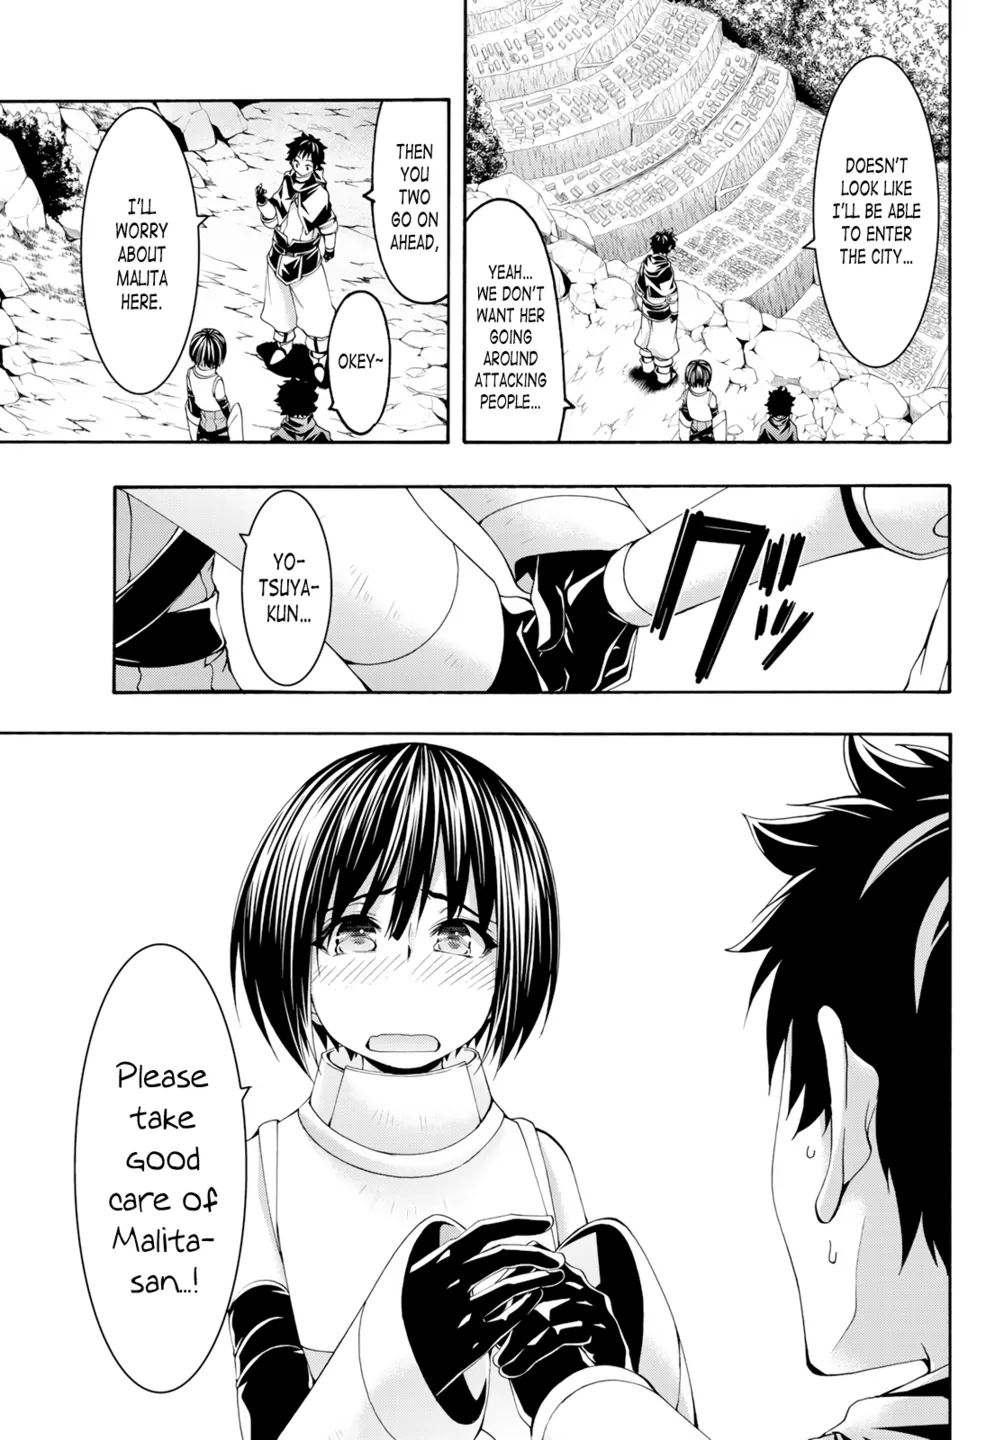 DOESN'T
LOOK LIKE
I'LL BE ABLE
TO ENTER
THE CITY...
YEAH...
WE DON'T
WANT HER
GOING
AROUND
ATTACKING
PEOPLE...
THEN
YOU
TWO
GO ON
AHEAD,
I'LL
WORRY
ABOUT
MALITA
HERE.
OKEY~
グッ
YO-
TSUYA-
KUN...
Please
take
good
care of
Malita-
san...!